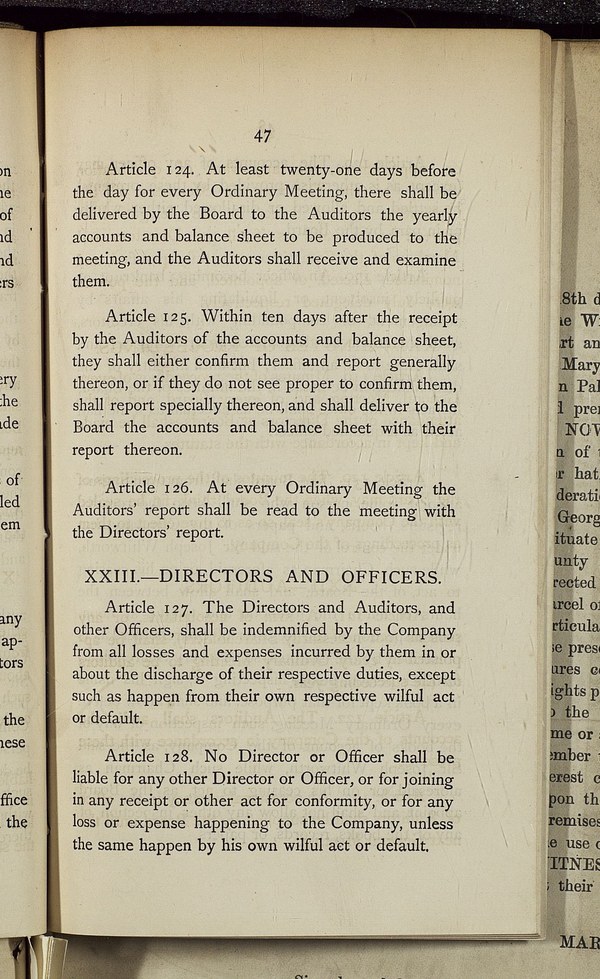 47
Article 124. At least twenty-one days before
the day for every Ordinary Meeting, there shall be
delivered by the Board to the Auditors the yearly
accounts and balance sheet to be produced to the
meeting, and the Auditors shall receive and examine
them.
Article 125. Within ten days after the receipt
by the Auditors of the accounts and balance sheet,
they shall either confirm them and report generally
thereon, or if they do not see proper to confirm them,
shall report specially thereon, and shall deliver to the
Board the accounts and balance sheet with their
report thereon.
Article 126. At every Ordinary Meeting the
Auditors' report shall be read to the meeting with
the Directors' report.
XXIII.—DIRECTORS AND OFFICERS.
Article 127. The Directors and Auditors, and
other Officers, shall be indemnified by the Company
from all losses and expenses incurred by them in or
about the discharge of their respective duties, except
such as happen from their own respective wilful act
or default.
Article 128. No Director or Officer shall be
liable for any other Director or Officer, or for joining
in any receipt or other act for conformity, or for any
loss or expense happening to the Company, unless
the same happen by his own wilful act or default.